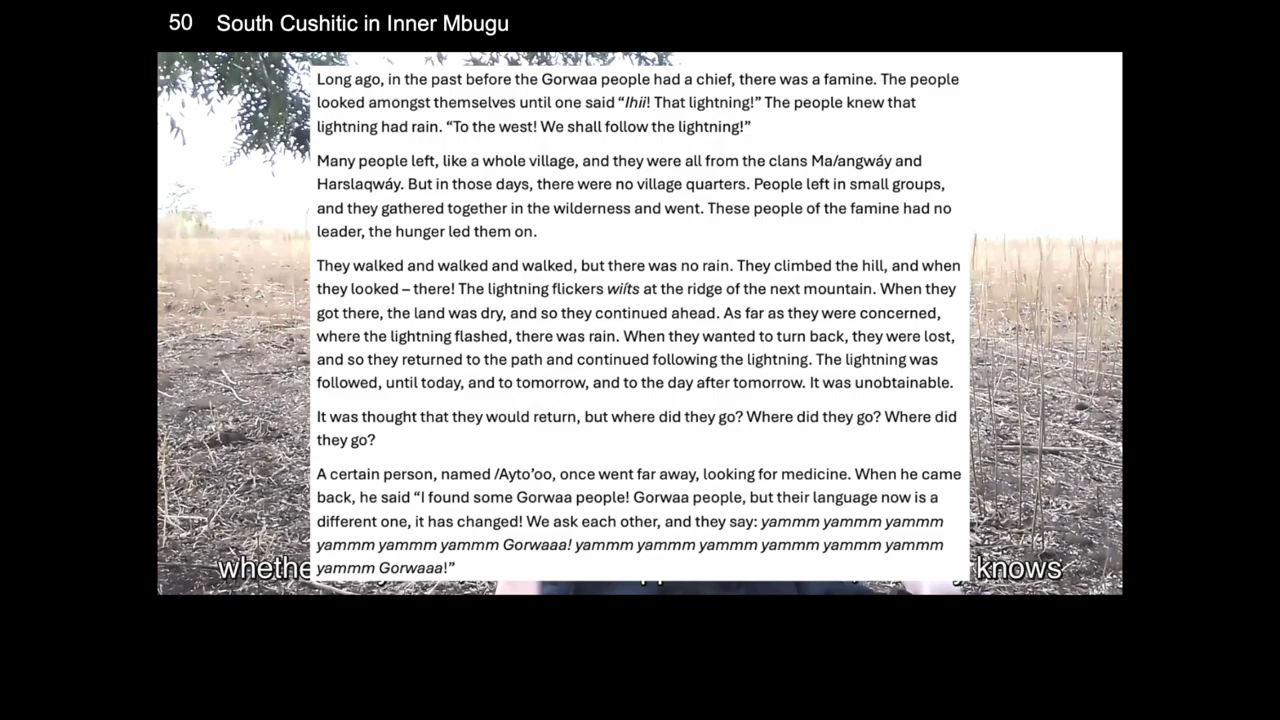 50 South Cushitic in Inner Mbugu
Long ago, in the past before the Gorwaa people had a chief, there was a famine. The people
looked amongst themselves until one said “Ihii! That lightning!” The people knew that
lightning had rain. “To the west! We shall follow the lightning!”
Many people left, like a whole village, and they were all from the clans Ma/angwáy and
Harslaqwáy. But in those days, there were no village quarters. People left in small groups,
and they gathered together in the wilderness and went. These people of the famine had no
leader, the hunger led them on.
They walked and walked and walked, but there was no rain. They climbed the hill, and when
they looked – there! The lightning flickers wiíts at the ridge of the next mountain. When they
got there, the land was dry, and so they continued ahead. As far as they were concerned,
where the lightning flashed, there was rain. When they wanted to turn back, they were lost,
and so they returned to the path and continued following the lightning. The lightning was
followed, until today, and to tomorrow, and to the day after tomorrow. It was unobtainable.
It was thought that they would return, but where did they go? Where did they go? Where did
they go?
A certain person, named /Ayto’oo, once went far away, looking for medicine. When he came
back, he said “I found some Gorwaa people! Gorwaa people, but their language now is a
different one, it has changed! We ask each other, and they say: yammm yammm yammm
yammm yammm yammm Gorwaaa! yammm yammm yammm yammm yammm yammm
yammm Gorwaaa!”
knows